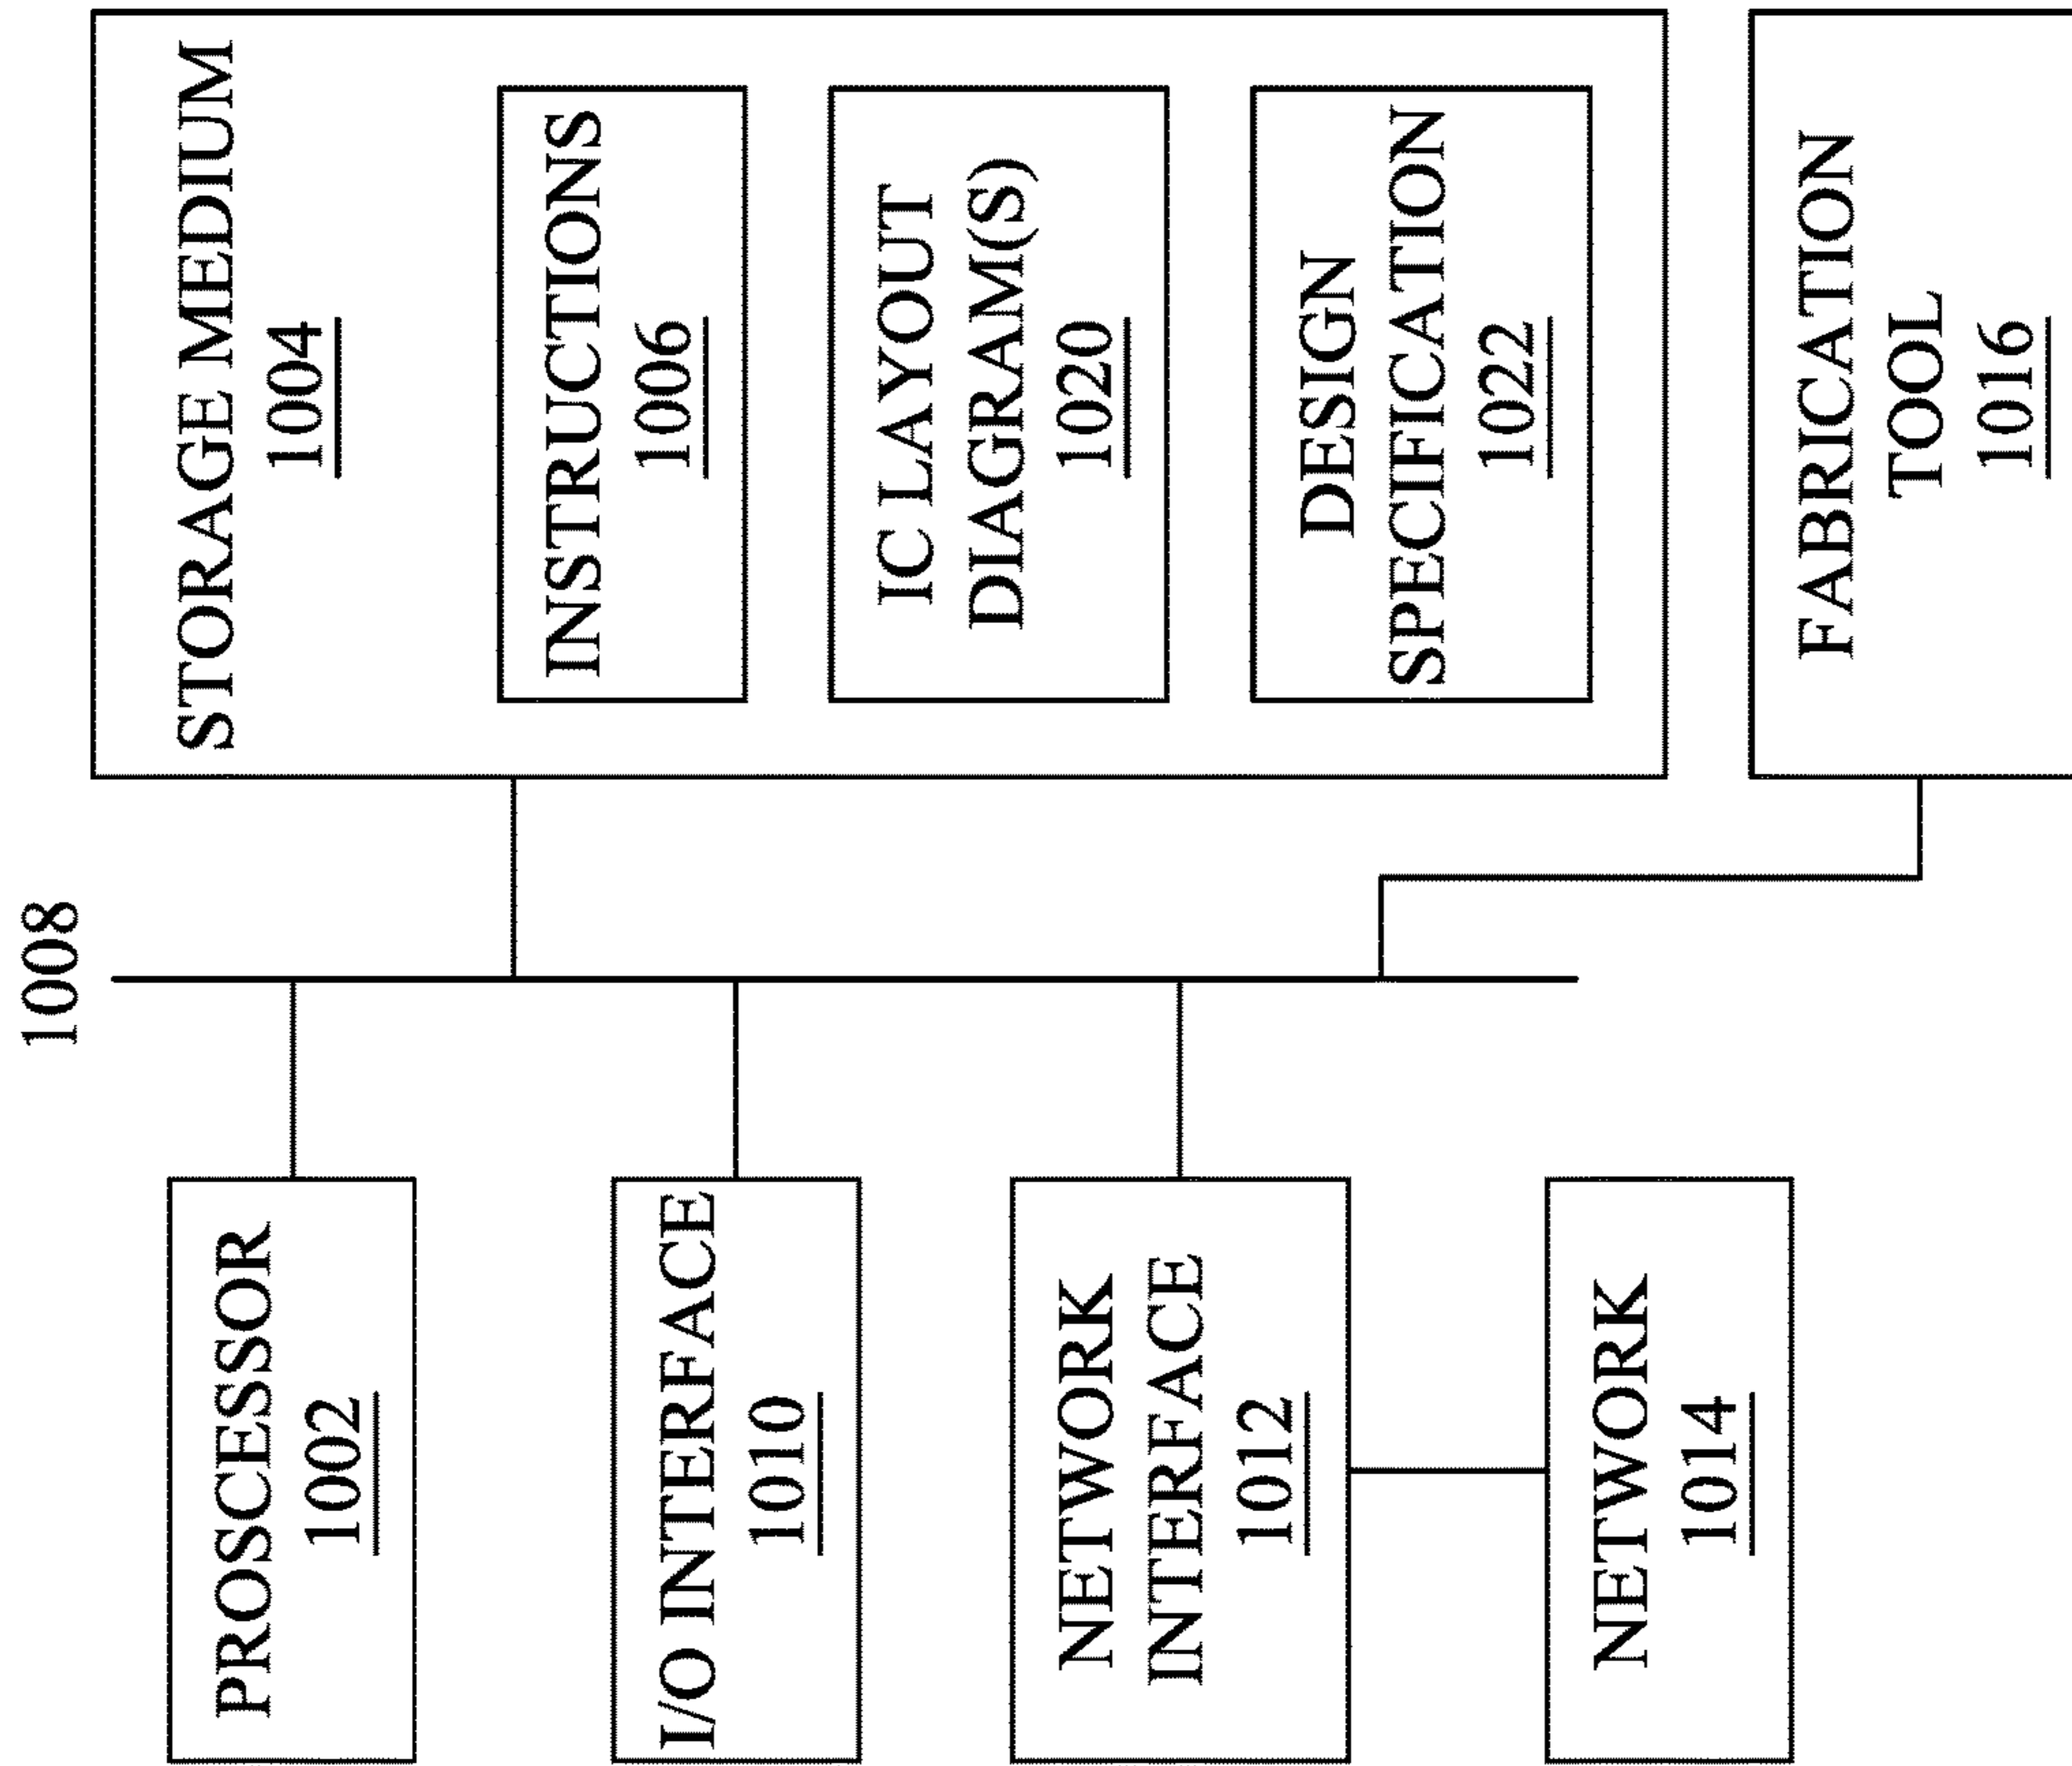 1008
PROSCESSOR
1002
I/O INTERFACE
1010
NETWORK
INTERFACE
1012
NETWORK
1014
STORAGE MEDIUM
1004
INSTRUCTIONS
1006
IC LAYOUT
DIAGRAM(S)
1020
DESIGN
SPECIFICATION
1022
FABRICATION
TOOL
1016